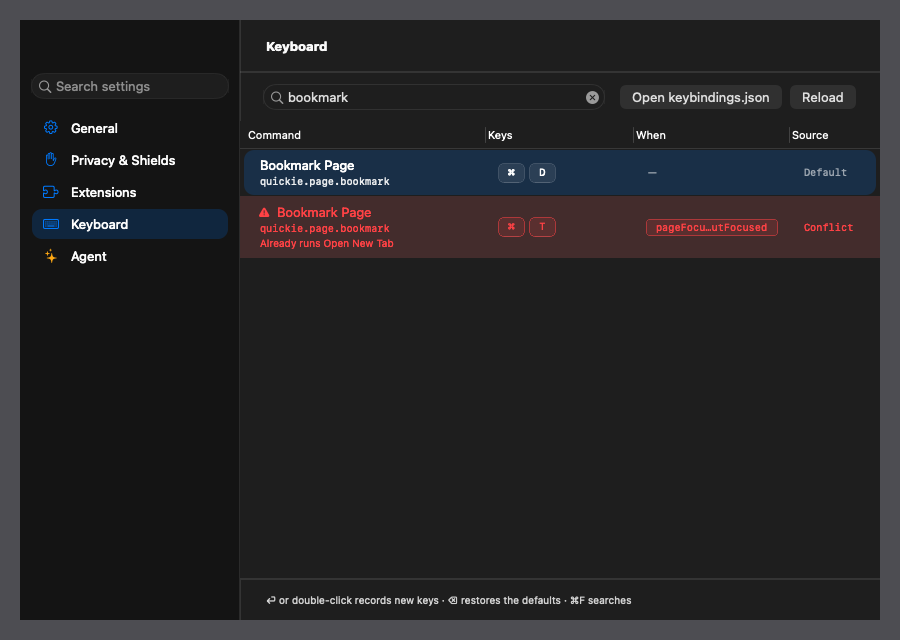 Keyboard
Search settings
bookmark
Open keybindings.json
Reload
General
Privacy & Shields
Extensions
Keyboard
Agent
Command Keys When Source
Bookmark Page
quickie.page.bookmark
⌘ D — Default
Bookmark Page
quickie.page.bookmark
Already runs Open New Tab
⌘ T pageFocu…utFocused Conflict
⏎ or double-click records new keys · ⌫ restores the defaults · ⌘F searches